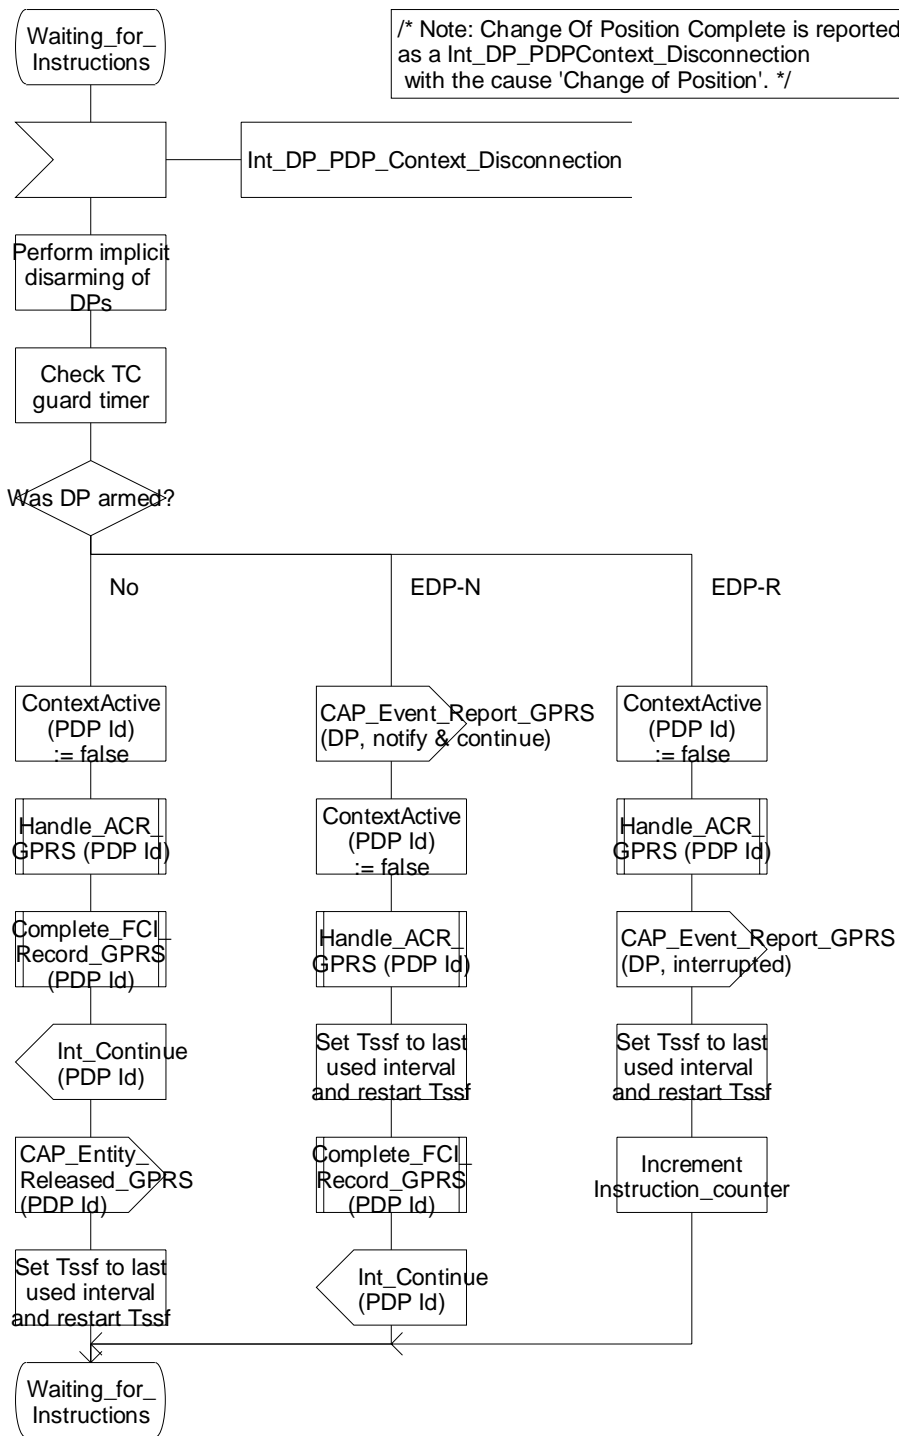 Waiting_for_
Instructions
/* Note: Change Of Position Complete is reported
as a Int_DP_PDPContext_Disconnection
with the cause 'Change of Position'. */
Int_DP_PDP_Context_Disconnection
Perform implicit
disarming of
DPs
Check TC
guard timer
Was DP armed?
No
EDP-N
EDP-R
ContextActive
(PDP Id)
:= false
Handle_ACR_
GPRS (PDP Id)
Complete_FCI_
Record_GPRS
(PDP Id)
Int_Continue
(PDP Id)
CAP_Entity_
Released_GPRS
(PDP Id)
Set Tssf to last
used interval
and restart Tssf
CAP_Event_Report_GPRS
(DP, notify & continue)
ContextActive
(PDP Id)
:= false
Handle_ACR_
GPRS (PDP Id)
Set Tssf to last
used interval
and restart Tssf
Complete_FCI_
Record_GPRS
(PDP Id)
Int_Continue
(PDP Id)
ContextActive
(PDP Id)
:= false
Handle_ACR_
GPRS (PDP Id)
CAP_Event_Report_GPRS
(DP, interrupted)
Set Tssf to last
used interval
and restart Tssf
Increment
Instruction_counter
Waiting_for_
Instructions